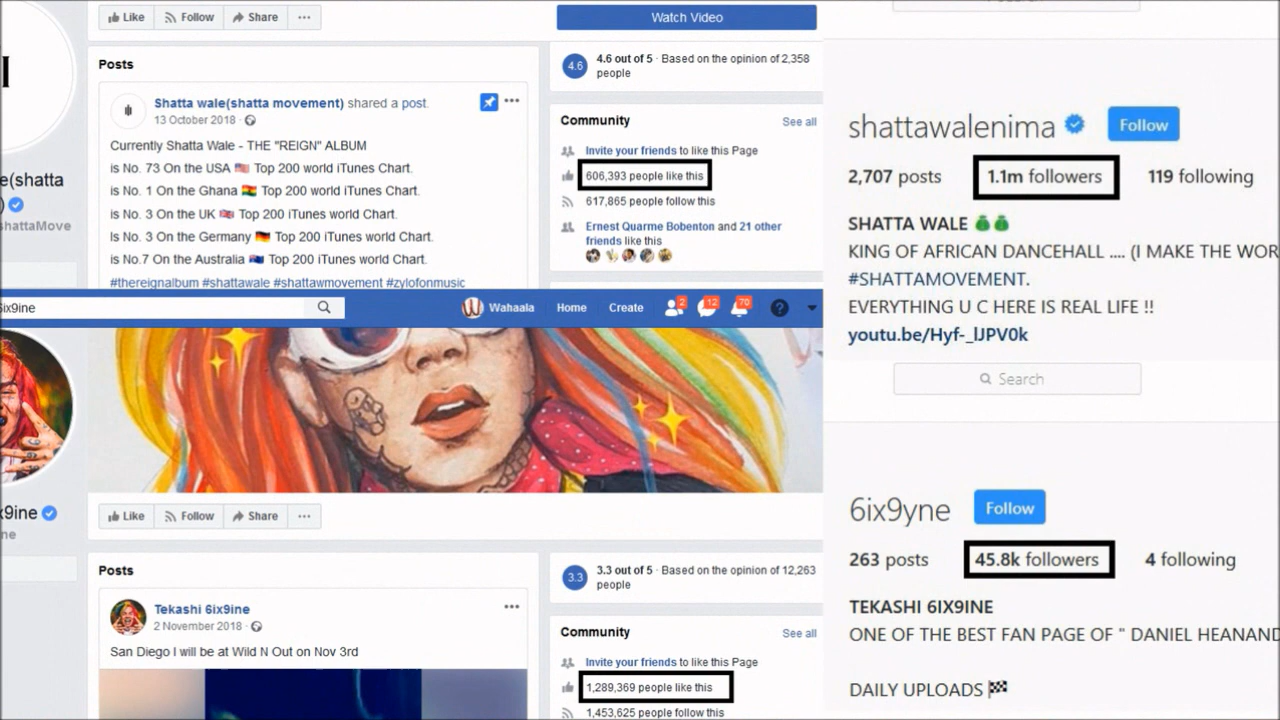 Like Follow Share ...
Watch Video
Posts
Shatta wale(shatta movement) shared a post.
13 October 2018
Currently Shatta Wale - THE "REIGN" ALBUM
is No. 73 On the USA 🇺🇸 Top 200 world iTunes Chart.
is No. 1 On the Ghana 🇬🇭 Top 200 iTunes world Chart.
is No. 3 On the UK 🇬🇧 Top 200 iTunes world Chart.
Is No. 3 On the Germany 🇩🇪 Top 200 iTunes world Chart.
is No.7 On the Australia 🇦🇺 Top 200 iTunes world Chart.
#thereignalbum #shattawale #shattawmovement #zylofonmusic
e(shatta
)
shattaMove
4.6
4.6 out of 5 · Based on the opinion of 2,358
people
Community
See all
Invite your friends to like this Page
606,393 people like this
617,865 people follow this
Ernest Quarme Bobenton and 21 other
friends like this
shattawalenima Follow
2,707 posts 1.1m followers 119 following
SHATTA WALE 💰💰
KING OF AFRICAN DANCEHALL .... (I MAKE THE WOR
#SHATTAMOVEMENT.
EVERYTHING U C HERE IS REAL LIFE !!
youtu.be/Hyf-_lJPV0k
6ix9ine
Wahaala Home Create 2 12 70
x9ine
ne
Like Follow Share ...
Posts
Tekashi 6ix9ine
2 November 2018
San Diego I will be at Wild N Out on Nov 3rd
3.3
3.3 out of 5 · Based on the opinion of 12,263
people
Community
See all
Invite your friends to like this Page
1,289,369 people like this
1,453,625 people follow this
Search
6ix9yne Follow
263 posts 45.8k followers 4 following
TEKASHI 6IX9INE
ONE OF THE BEST FAN PAGE OF " DANIEL HEANAND
DAILY UPLOADS 🏁